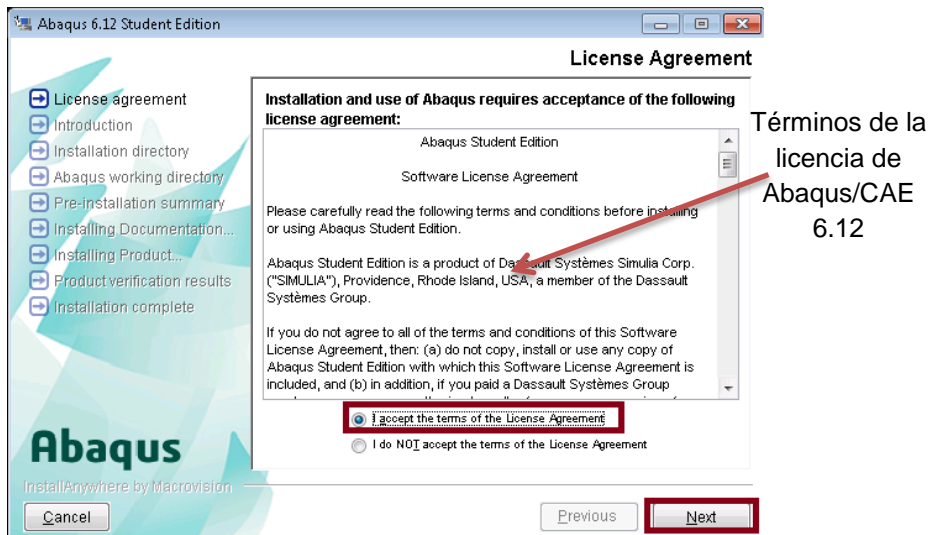 Abaqus 6.12 Student Edition
License Agreement
License agreement
Introduction
Installation directory
Abaqus working directory
Pre-installation summary
Installing Documentation...
Installing Product...
Product verification results
Installation complete
Installation and use of Abaqus requires acceptance of the following
license agreement:
Abaqus Student Edition
Software License Agreement
Please carefully read the following terms and conditions before installing
or using Abaqus Student Edition.
Abaqus Student Edition is a product of Dassault Systèmes Simulia Corp.
("SIMULIA"), Providence, Rhode Island, USA, a member of the Dassault
Systèmes Group.
If you do not agree to all of the terms and conditions of this Software
License Agreement, then: (a) do not copy, install or use any copy of
Abaqus Student Edition with which this Software License Agreement is
included, and (b) in addition, if you paid a Dassault Systèmes Group
I accept the terms of the License Agreement
I do NOT accept the terms of the License Agreement
Abaqus
InstallAnywhere by Macrovision
Cancel
Previous
Next
Términos de la
licencia de
Abaqus/CAE
6.12